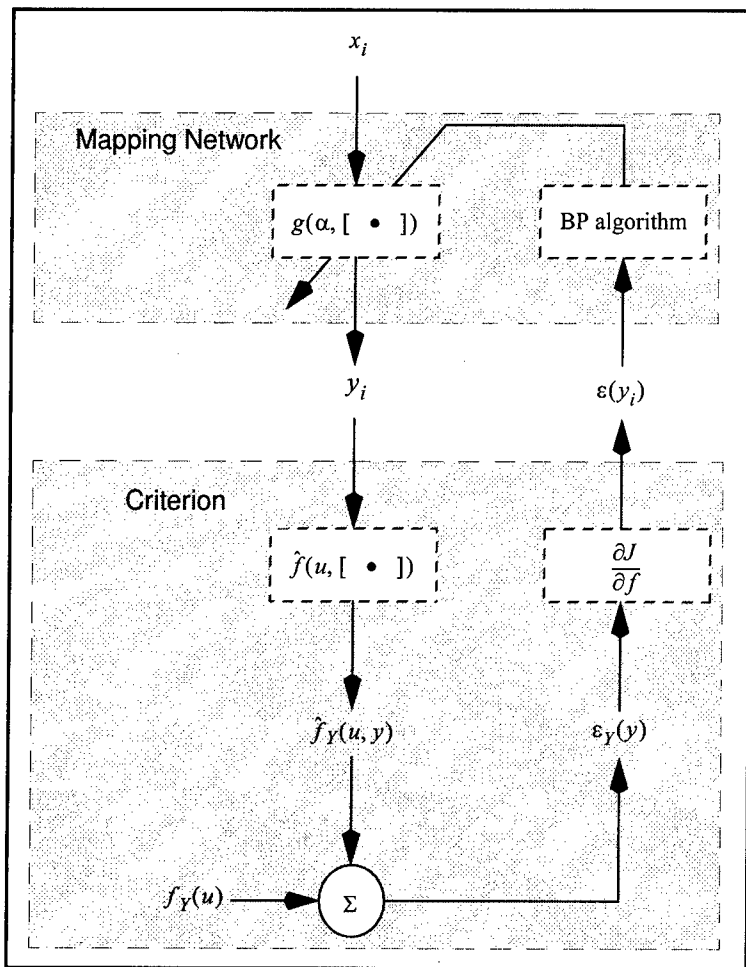 x_i
Mapping Network
g(α, [ • ])
BP algorithm
y_i
ε(y_i)
Criterion
f̂(u, [ • ])
∂J
∂f
f̂_Y(u, y)
ε_Y(y)
f_Y(u)
Σ